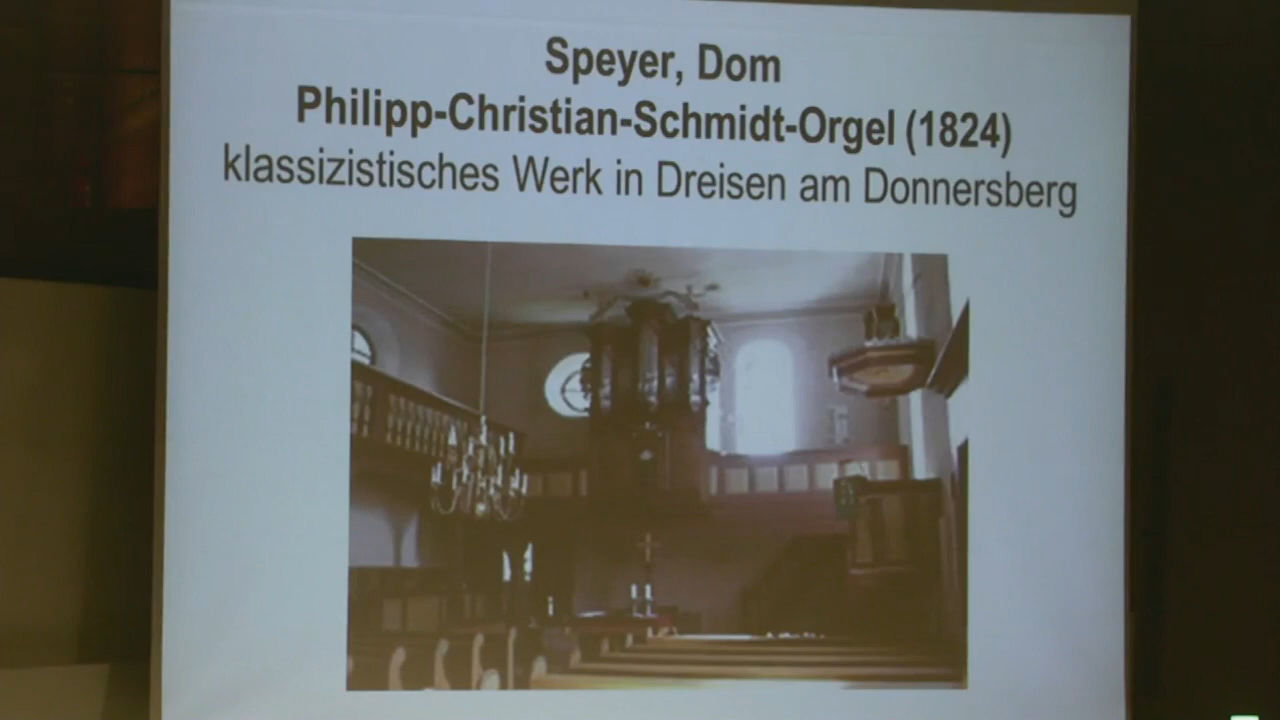 Speyer, Dom
Philipp-Christian-Schmidt-Orgel (1824)
klassizistisches Werk in Dreisen am Donnersberg